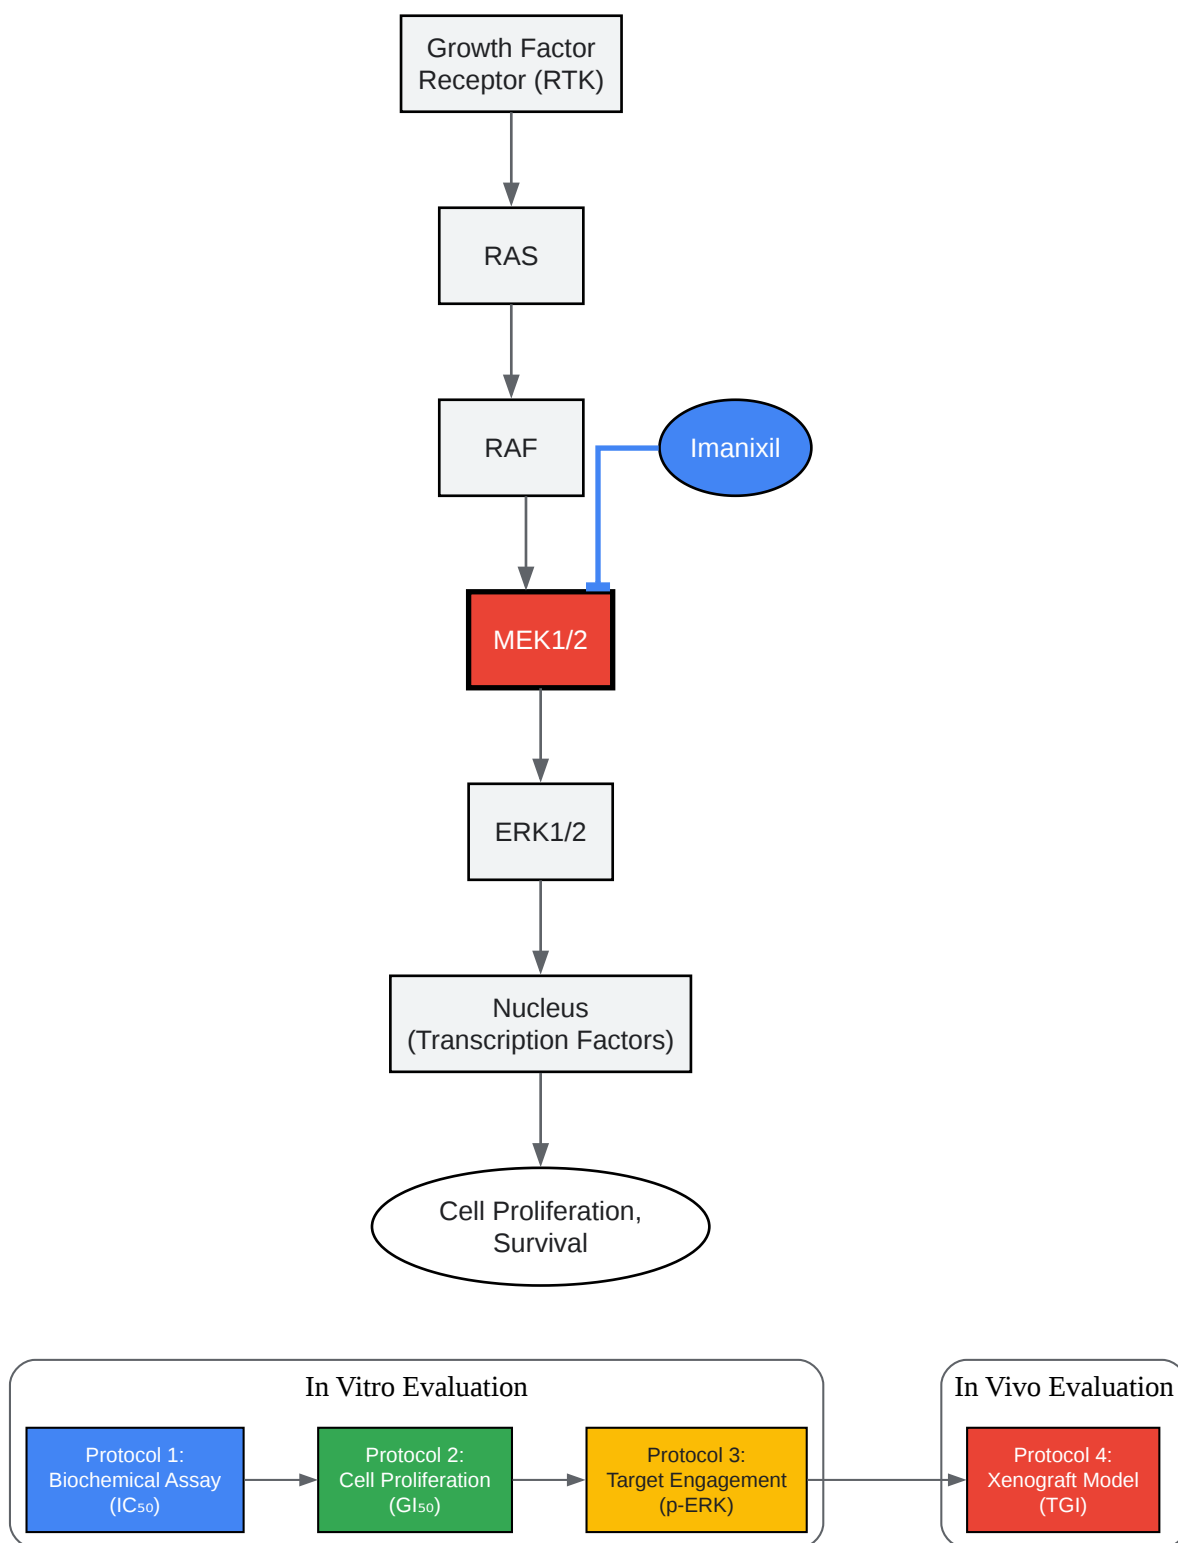 Growth Factor
Receptor (RTK)
RAS
RAF
Imanixil
MEK1/2
ERK1/2
Nucleus
(Transcription Factors)
Cell Proliferation,
Survival
In Vitro Evaluation
Protocol 1:
Biochemical Assay
(IC₅₀)
Protocol 2:
Cell Proliferation
(GI₅₀)
Protocol 3:
Target Engagement
(p-ERK)
In Vivo Evaluation
Protocol 4:
Xenograft Model
(TGI)